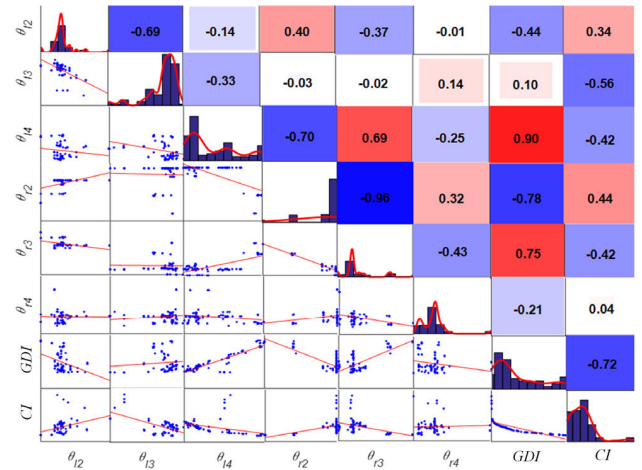 θl2 -0.69 -0.14 0.40 -0.37 -0.01 -0.44 0.34
θl3 -0.33 -0.03 -0.02 0.14 0.10 -0.56
θl4 -0.70 0.69 -0.25 0.90 -0.42
θr2 -0.96 0.32 -0.78 0.44
θr3 -0.43 0.75 -0.42
θr4 -0.21 0.04
GDI -0.72
CI
θl2 θl3 θl4 θr2 θr3 θr4 GDI CI